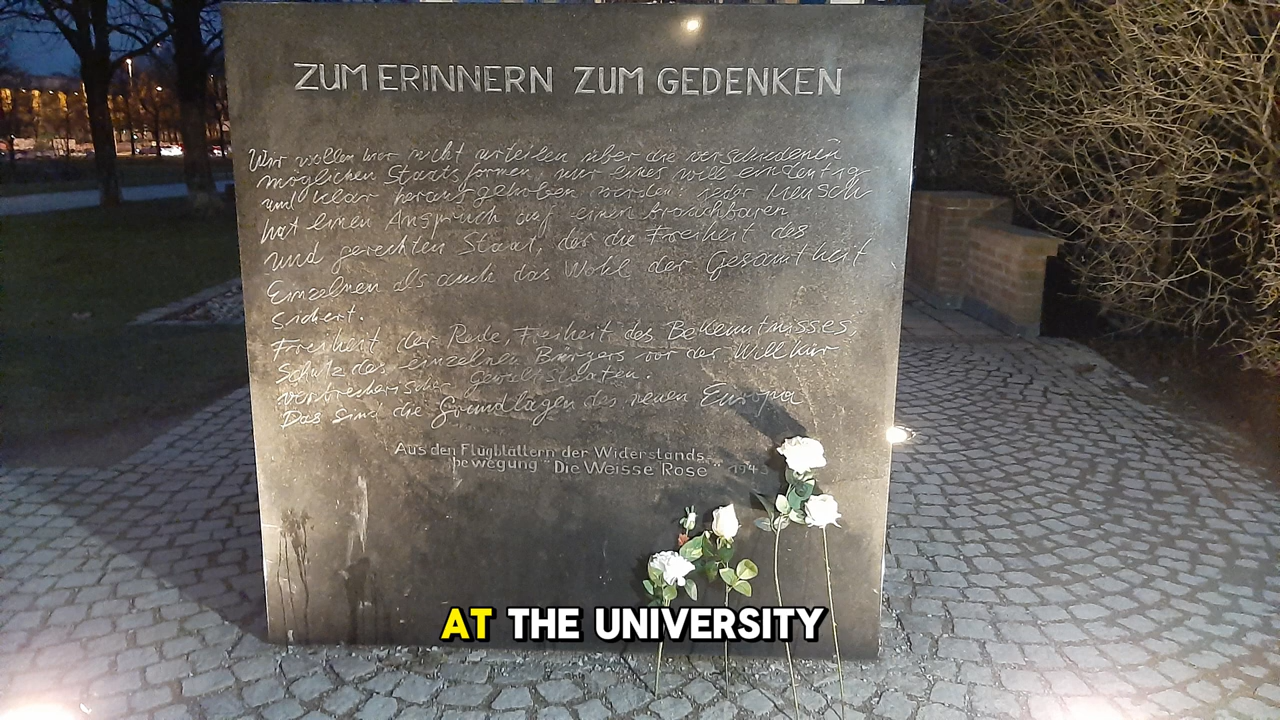 ZUM ERINNERN ZUM GEDENKEN
Wir wollen hier nicht urteilen über die verschiedenen
möglichen Staatsformen, nur eines will eindeutig
und klar herausgehoben werden: jeder Mensch
hat einen Anspruch auf einen brauchbaren
und gerechten Staat, der die Freiheit des
Einzelnen als auch das Wohl der Gesamtheit
sichert.
Freiheit der Rede, Freiheit des Bekenntnisses,
Schutz des einzelnen Bürgers vor der Willkür
verbrecherischer Gewaltstaaten.
Das sind die Grundlagen des neuen Europa
Aus den Flugblättern der Widerstands-
bewegung "Die Weisse Rose" 1943
AT THE UNIVERSITY